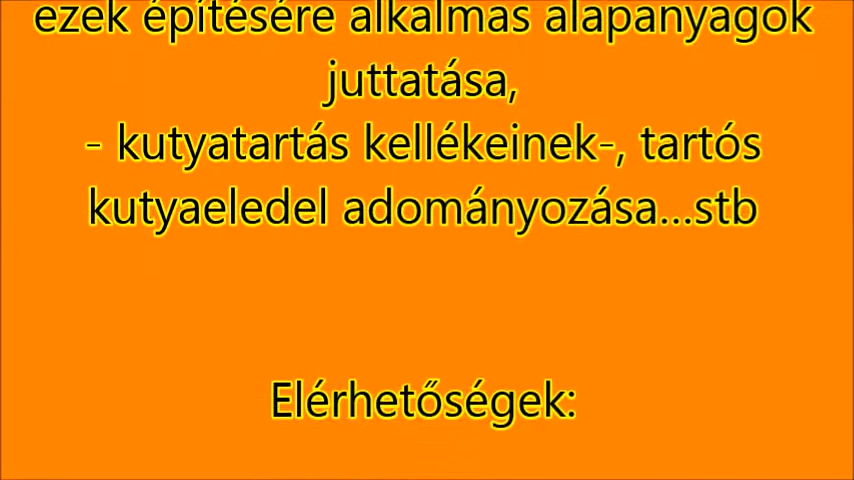 ezek építésére alkalmas alapanyagok
juttatása,
- kutyatartás kellékeinek-, tartós
kutyaeledel adományozása...stb
Elérhetőségek: